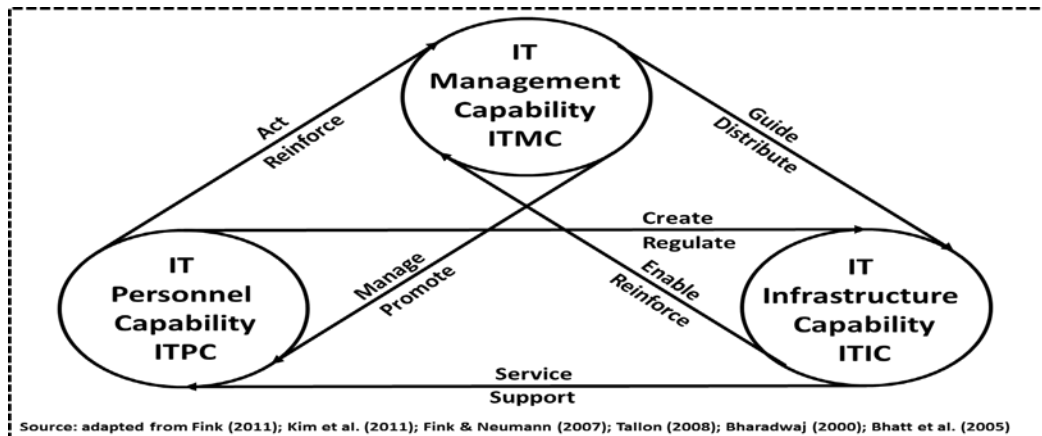 IT
Management
Capability
ITMC
Act
Reinforce
Guide
Distribute
Create
Regulate
Manage
Promote
Enable
Reinforce
IT
Personnel
Capability
ITPC
IT
Infrastructure
Capability
ITIC
Service
Support
Source: adapted from Fink (2011); Kim et al. (2011); Fink & Neumann (2007); Tallon (2008); Bharadwaj (2000); Bhatt et al. (2005)